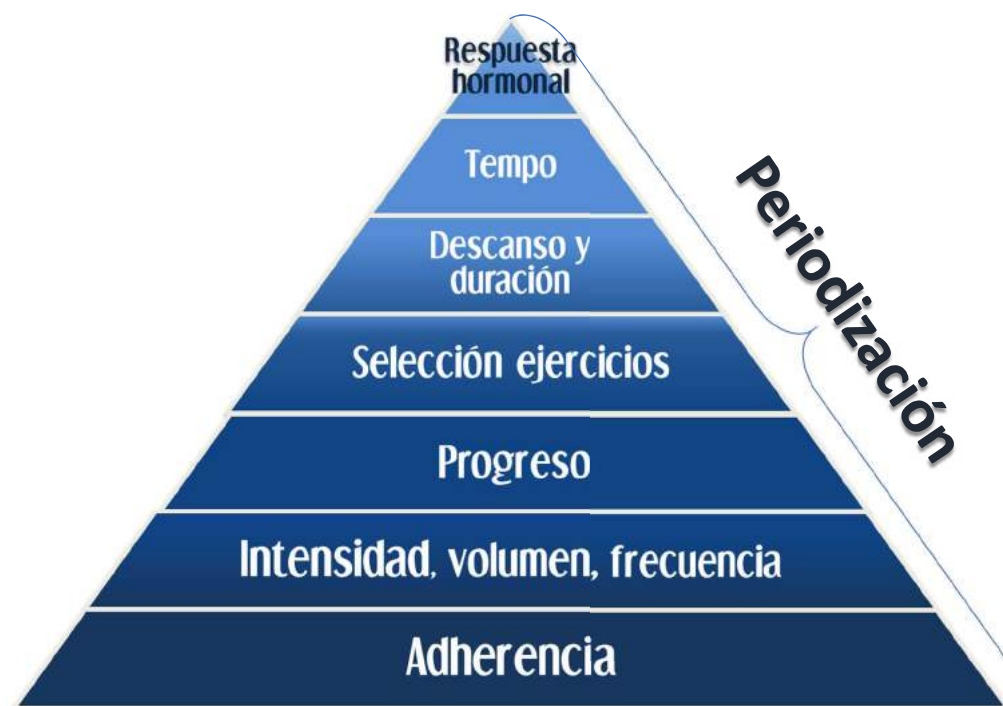 Respuesta
hormonal
Tempo
Descanso y
duración
Selección ejercicios
Progreso
Intensidad, volumen, frecuencia
Adherencia
Periodización